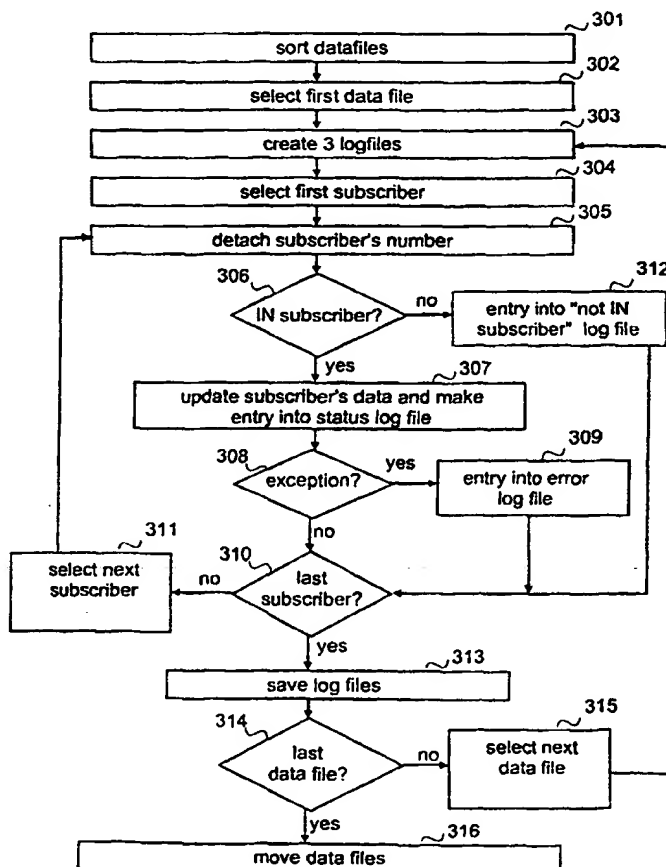 301
sort datafiles
302
select first data file
303
create 3 logfiles
304
select first subscriber
305
detach subscriber's number
306
IN subscriber?
no
312
entry into "not IN
subscriber" log file
yes
307
update subscriber's data and make
entry into status log file
308
exception?
yes
309
entry into error
log file
no
310
last
subscriber?
no
311
select next
subscriber
yes
313
save log files
314
last
data file?
no
315
select next
data file
yes
316
move data files